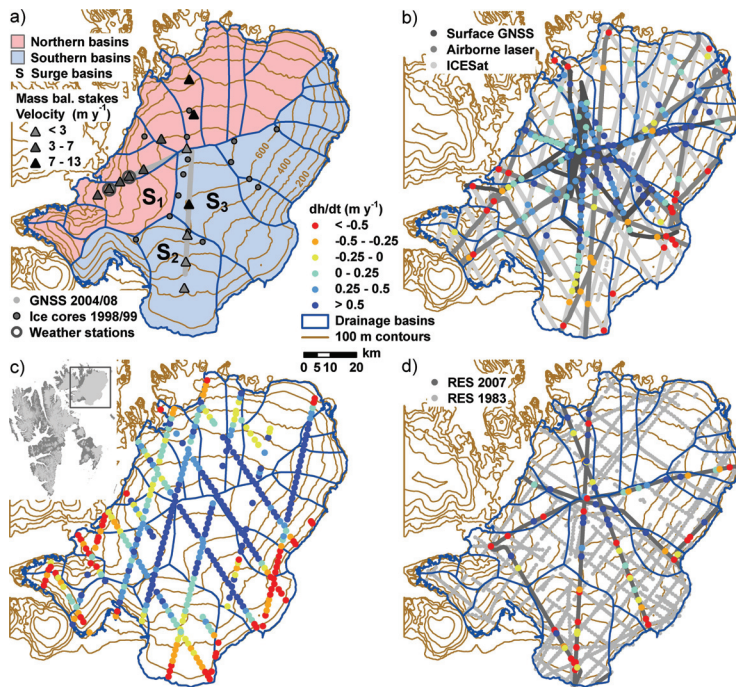 a)
Northern basins
Southern basins
S Surge basins
Mass bal. stakes
Velocity (m y⁻¹)
< 3
3 - 7
7 - 13
S₁
S₂
S₃
600
400
200
GNSS 2004/08
Ice cores 1998/99
Weather stations
b)
Surface GNSS
Airborne laser
ICESat
dh/dt (m y⁻¹)
< -0.5
-0.5 - -0.25
-0.25 - 0
0 - 0.25
0.25 - 0.5
> 0.5
Drainage basins
100 m contours
km
0 5 10 20
c)
d)
RES 2007
RES 1983